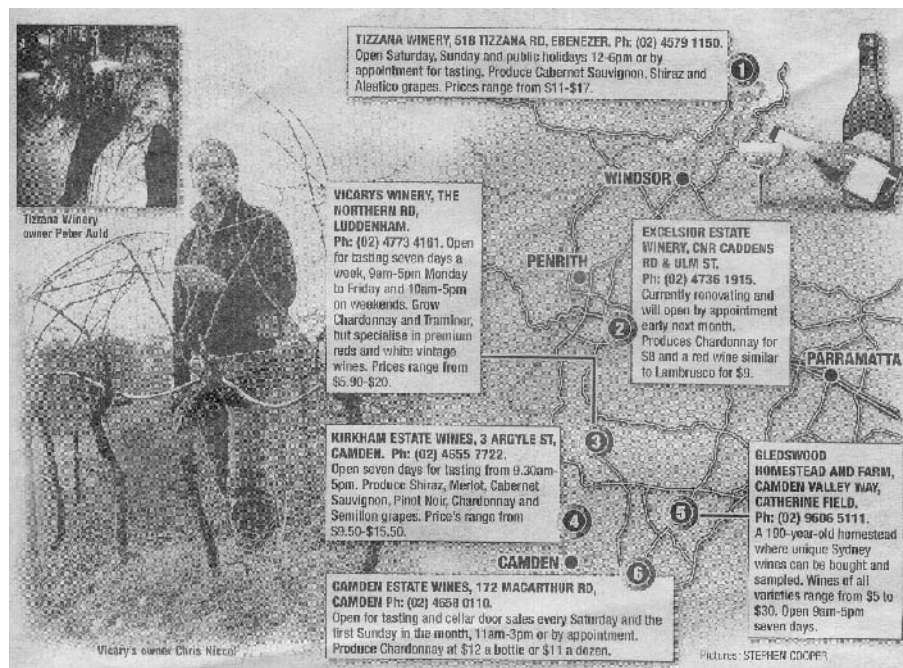 TIZZANA WINERY, 518 TIZZANA RD, EBENEZER. Ph: (02) 4579 1150.
Open Saturday, Sunday and public holidays 12-6pm or by
appointment for tasting. Produce Cabernet Sauvignon, Shiraz and
Aleatico grapes. Prices range from $11-$17.
1
Tizzana Winery
owner Peter Auld
WINDSOR
VICARYS WINERY, THE
NORTHERN RD,
LUDDENHAM.
Ph: (02) 4773 4161. Open
for tasting seven days a
week, 9am-5pm Monday
to Friday and 10am-5pm
on weekends. Grow
Chardonnay and Traminer,
but specialise in premium
reds and white vintage
wines. Prices range from
$5.90-$20.
PENRITH
EXCELSIOR ESTATE
WINERY, CNR CADDENS
RD & ULM ST.
Ph: (02) 4736 1915.
Currently renovating and
will open by appointment
early next month.
Produces Chardonnay for
$8 and a red wine similar
to Lambrusco for $9.
2
PARRAMATTA
3
KIRKHAM ESTATE WINES, 3 ARGYLE ST,
CAMDEN. Ph: (02) 4655 7722.
Open seven days for tasting from 9.30am-
5pm. Produce Shiraz, Merlot, Cabernet
Sauvignon, Pinot Noir, Chardonnay and
Semillon grapes. Price's range from
$9.50-$15.50.
4
5
GLEDSWOOD
HOMESTEAD AND FARM,
CAMDEN VALLEY WAY,
CATHERINE FIELD.
Ph: (02) 9606 5111.
A 190-year-old homestead
where unique Sydney
wines can be bought and
sampled. Wines of all
varieties range from $5 to
$30. Open 9am-5pm
seven days.
CAMDEN
6
CAMDEN ESTATE WINES, 172 MACARTHUR RD,
CAMDEN Ph: (02) 4658 0110.
Open for tasting and cellar door sales every Saturday and the
first Sunday in the month, 11am-3pm or by appointment.
Produce Chardonnay at $12 a bottle or $11 a dozen.
Vicary's owner Chris Niccol
Pictures: STEPHEN COOPER